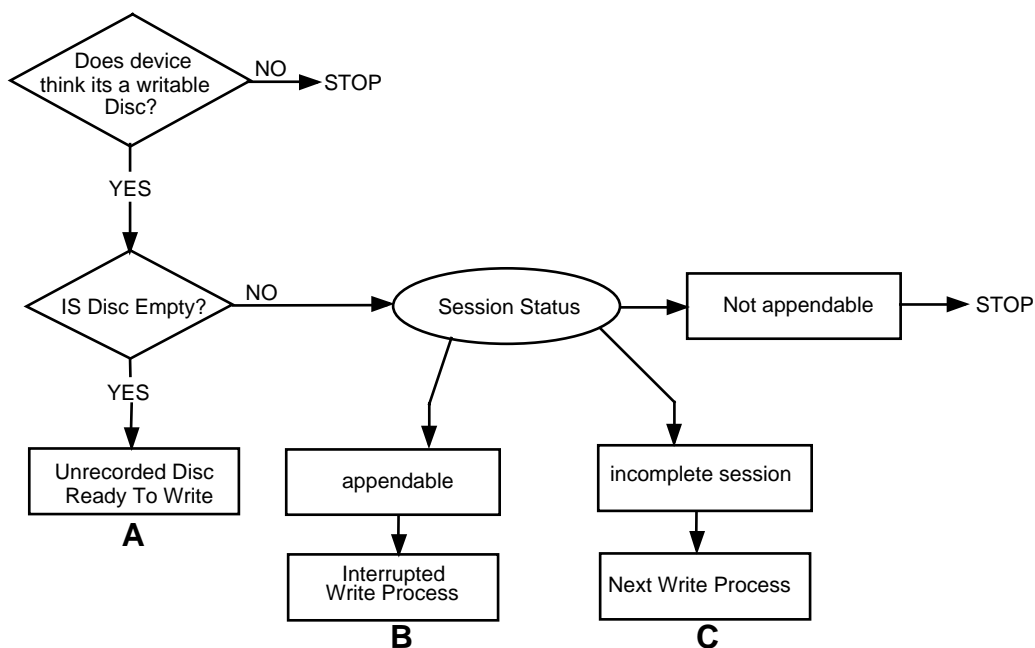 Does device
think its a writable
Disc?
NO
STOP
YES
IS Disc Empty?
NO
Session Status
Not appendable
STOP
YES
Unrecorded Disc
Ready To Write
A
appendable
incomplete session
Interrupted
Write Process
B
Next Write Process
C